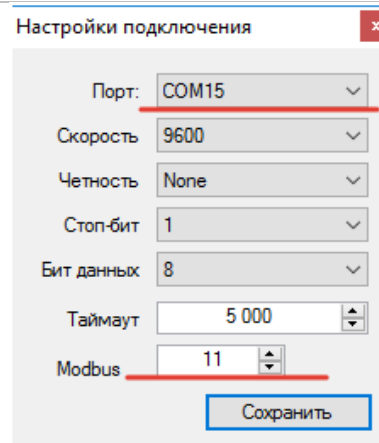 Настройки подключения x
Порт: COM15
Скорость 9600
Четность None
Стоп-бит 1
Бит данных 8
Таймаут 5 000
Modbus 11
Сохранить